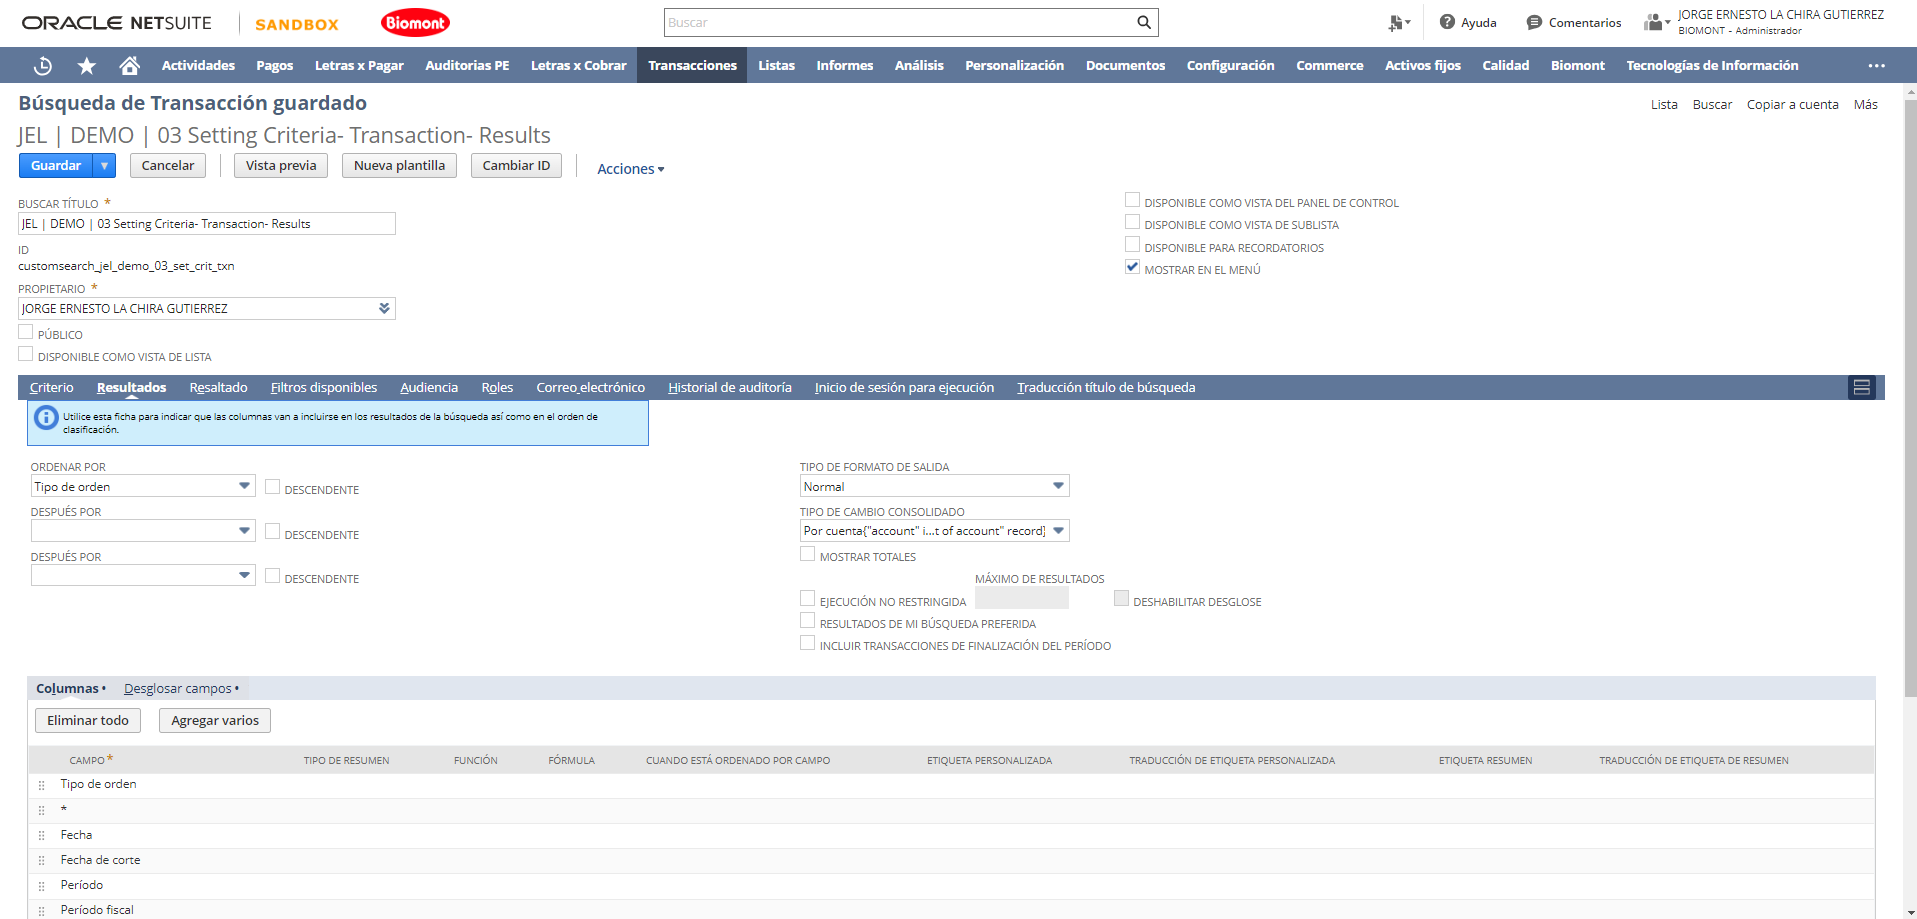 ORACLE NETSUITE
SANDBOX
Biomont
Buscar
Ayuda
Comentarios
JORGE ERNESTO LA CHIRA GUTIERREZ
BIOMONT - Administrador
Actividades Pagos Letras x Pagar Auditorias PE Letras x Cobrar Transacciones Listas Informes Análisis Personalización Documentos Configuración Commerce Activos fijos Calidad Biomont Tecnologías de Información
Búsqueda de Transacción guardado
Lista Buscar Copiar a cuenta Más
JEL | DEMO | 03 Setting Criteria- Transaction- Results
Guardar Cancelar Vista previa Nueva plantilla Cambiar ID Acciones
BUSCAR TÍTULO *
JEL | DEMO | 03 Setting Criteria- Transaction- Results
ID
customsearch_jel_demo_03_set_crit_txn
PROPIETARIO *
JORGE ERNESTO LA CHIRA GUTIERREZ
PÚBLICO
DISPONIBLE COMO VISTA DE LISTA
DISPONIBLE COMO VISTA DEL PANEL DE CONTROL
DISPONIBLE COMO VISTA DE SUBLISTA
DISPONIBLE PARA RECORDATORIOS
MOSTRAR EN EL MENÚ
Criterio Resultados Resaltado Filtros disponibles Audiencia Roles Correo electrónico Historial de auditoría Inicio de sesión para ejecución Traducción título de búsqueda
Utilice esta ficha para indicar que las columnas van a incluirse en los resultados de la búsqueda así como en el orden de
clasificación.
ORDENAR POR
Tipo de orden
DESCENDENTE
DESPUÉS POR
DESCENDENTE
DESPUÉS POR
DESCENDENTE
TIPO DE FORMATO DE SALIDA
Normal
TIPO DE CAMBIO CONSOLIDADO
Por cuenta{"account" i...t of account" record}
MOSTRAR TOTALES
MÁXIMO DE RESULTADOS
EJECUCIÓN NO RESTRINGIDA
DESHABILITAR DESGLOSE
RESULTADOS DE MI BÚSQUEDA PREFERIDA
INCLUIR TRANSACCIONES DE FINALIZACIÓN DEL PERÍODO
Columnas • Desglosar campos •
Eliminar todo Agregar varios
CAMPO * TIPO DE RESUMEN FUNCIÓN FÓRMULA CUANDO ESTÁ ORDENADO POR CAMPO ETIQUETA PERSONALIZADA TRADUCCIÓN DE ETIQUETA PERSONALIZADA ETIQUETA RESUMEN TRADUCCIÓN DE ETIQUETA DE RESUMEN
Tipo de orden
*
Fecha
Fecha de corte
Período
Período fiscal